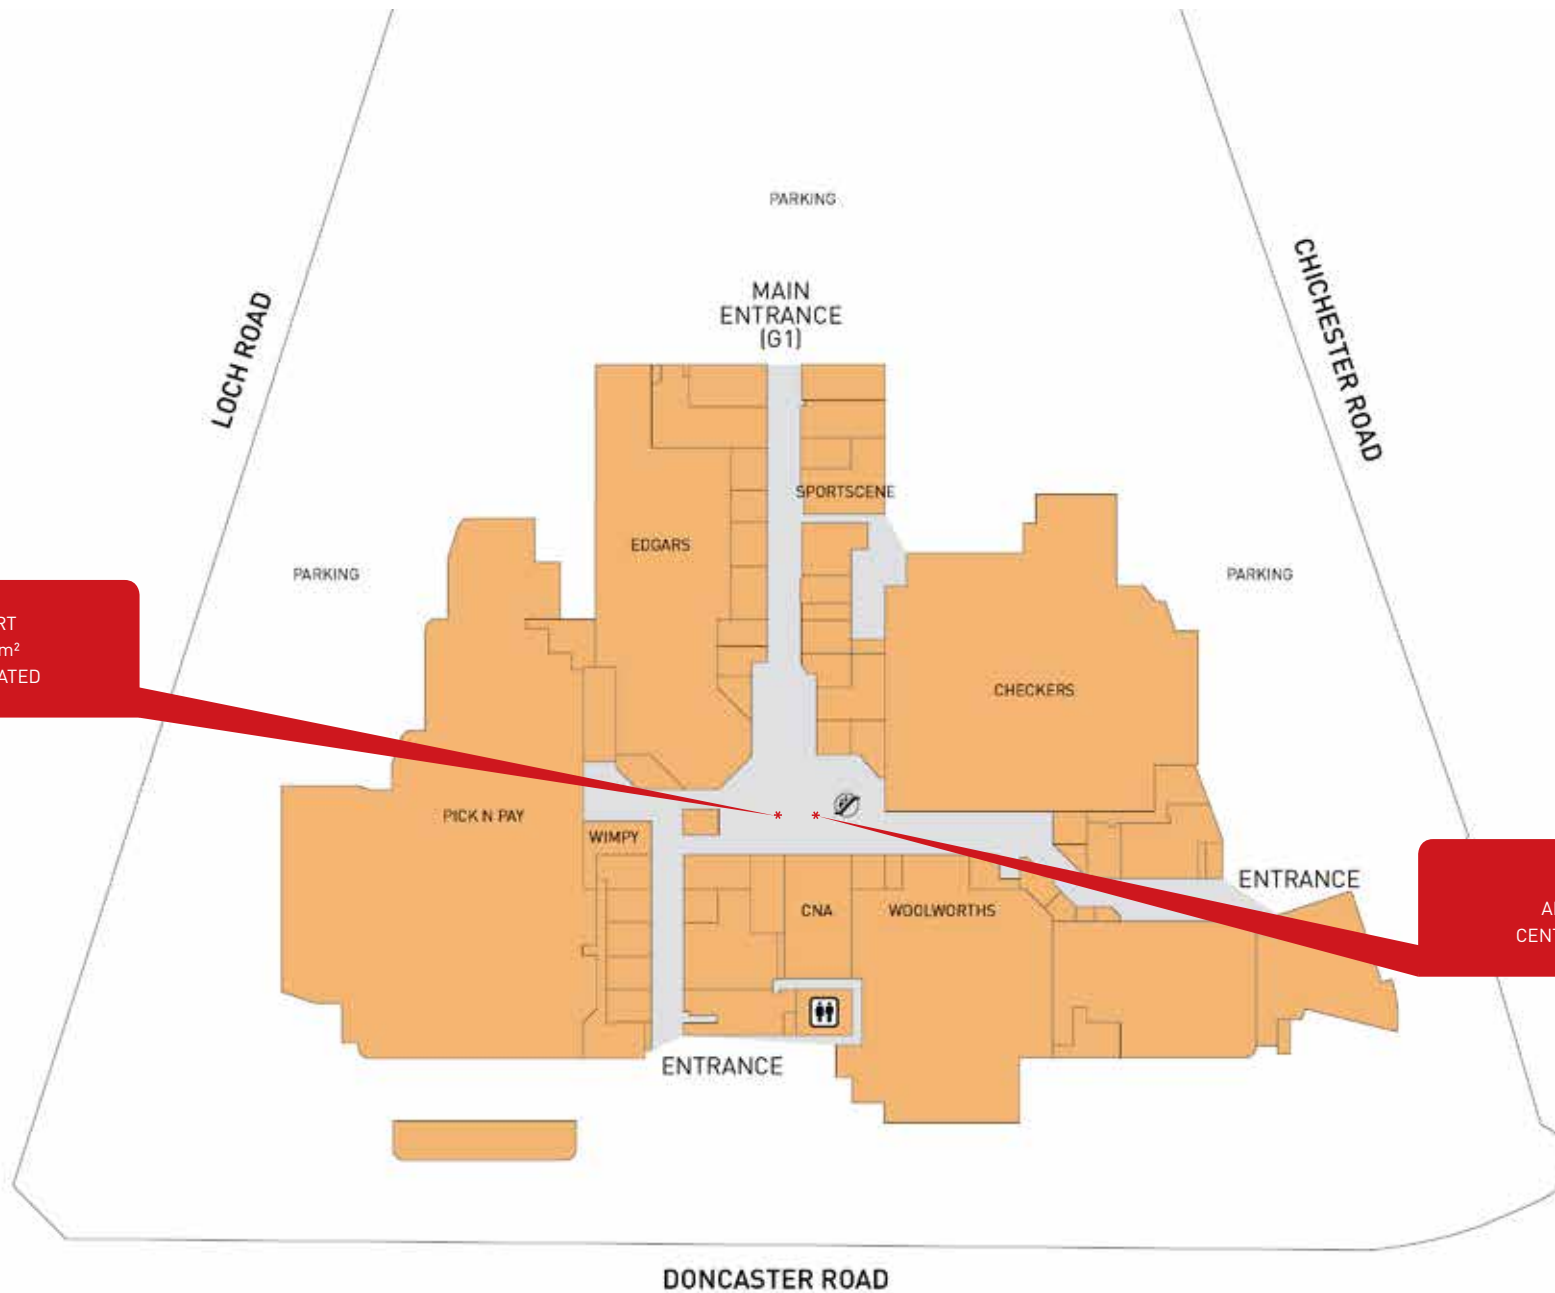 PARKING
MAIN
ENTRANCE
(G1)
LOCH ROAD
CHICHESTER ROAD
SPORTSCENE
EDGARS
PARKING
PARKING
m²
CHECKERS
PICK N PAY
WIMPY
ENTRANCE
CNA
WOOLWORTHS
ENTRANCE
DONCASTER ROAD